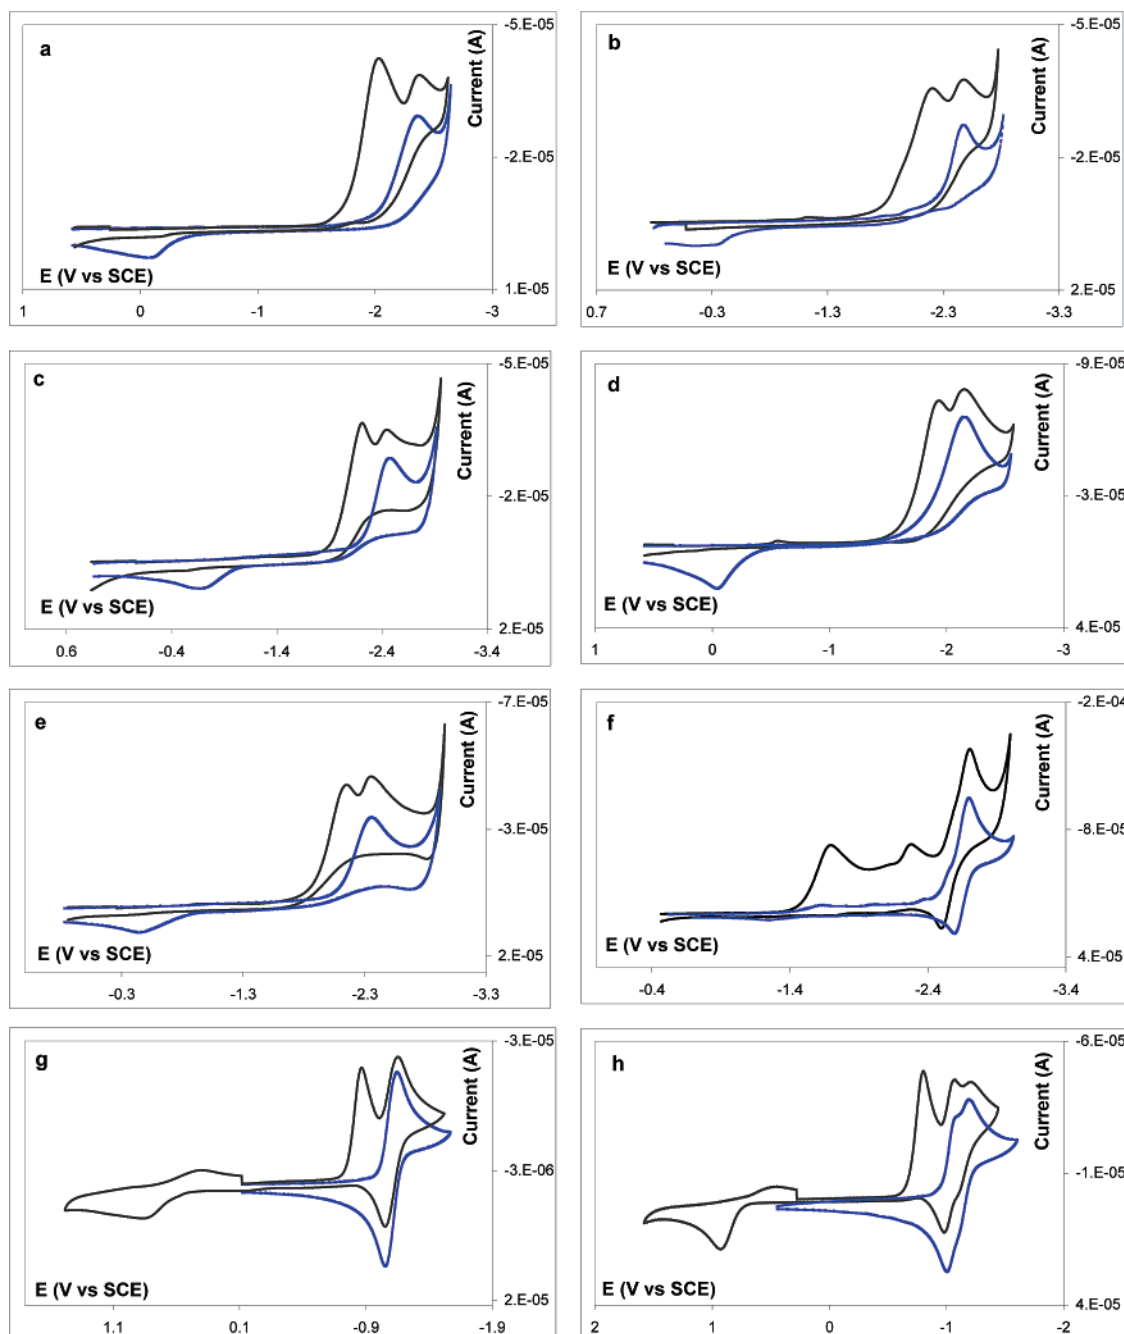 a
Current (A)
-5.E-05
-2.E-05
1.E-05
E (V vs SCE)
1 0 -1 -2 -3
b
Current (A)
-5.E-05
-2.E-05
2.E-05
E (V vs SCE)
0.7 -0.3 -1.3 -2.3 -3.3
c
Current (A)
-5.E-05
-2.E-05
2.E-05
E (V vs SCE)
0.6 -0.4 -1.4 -2.4 -3.4
d
Current (A)
-9.E-05
-3.E-05
4.E-05
E (V vs SCE)
1 0 -1 -2 -3
e
Current (A)
-7.E-05
-3.E-05
2.E-05
E (V vs SCE)
-0.3 -1.3 -2.3 -3.3
f
Current (A)
-2.E-04
-8.E-05
4.E-05
E (V vs SCE)
-0.4 -1.4 -2.4 -3.4
g
Current (A)
-3.E-05
-3.E-06
2.E-05
E (V vs SCE)
1.1 0.1 -0.9 -1.9
h
Current (A)
-6.E-05
-1.E-05
4.E-05
E (V vs SCE)
2 1 0 -1 -2